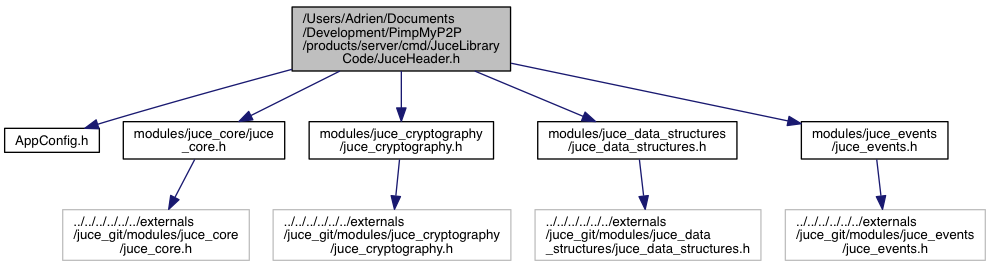 /Users/Adrien/Documents
/Development/PimpMyP2P
/products/server/cmd/JuceLibrary
Code/JuceHeader.h
AppConfig.h
modules/juce_core/juce
_core.h
modules/juce_cryptography
/juce_cryptography.h
modules/juce_data_structures
/juce_data_structures.h
modules/juce_events
/juce_events.h
../../../../../../externals
/juce_git/modules/juce_core
/juce_core.h
../../../../../../externals
/juce_git/modules/juce_cryptography
/juce_cryptography.h
../../../../../../externals
/juce_git/modules/juce_data
_structures/juce_data_structures.h
../../../../../../externals
/juce_git/modules/juce_events
/juce_events.h